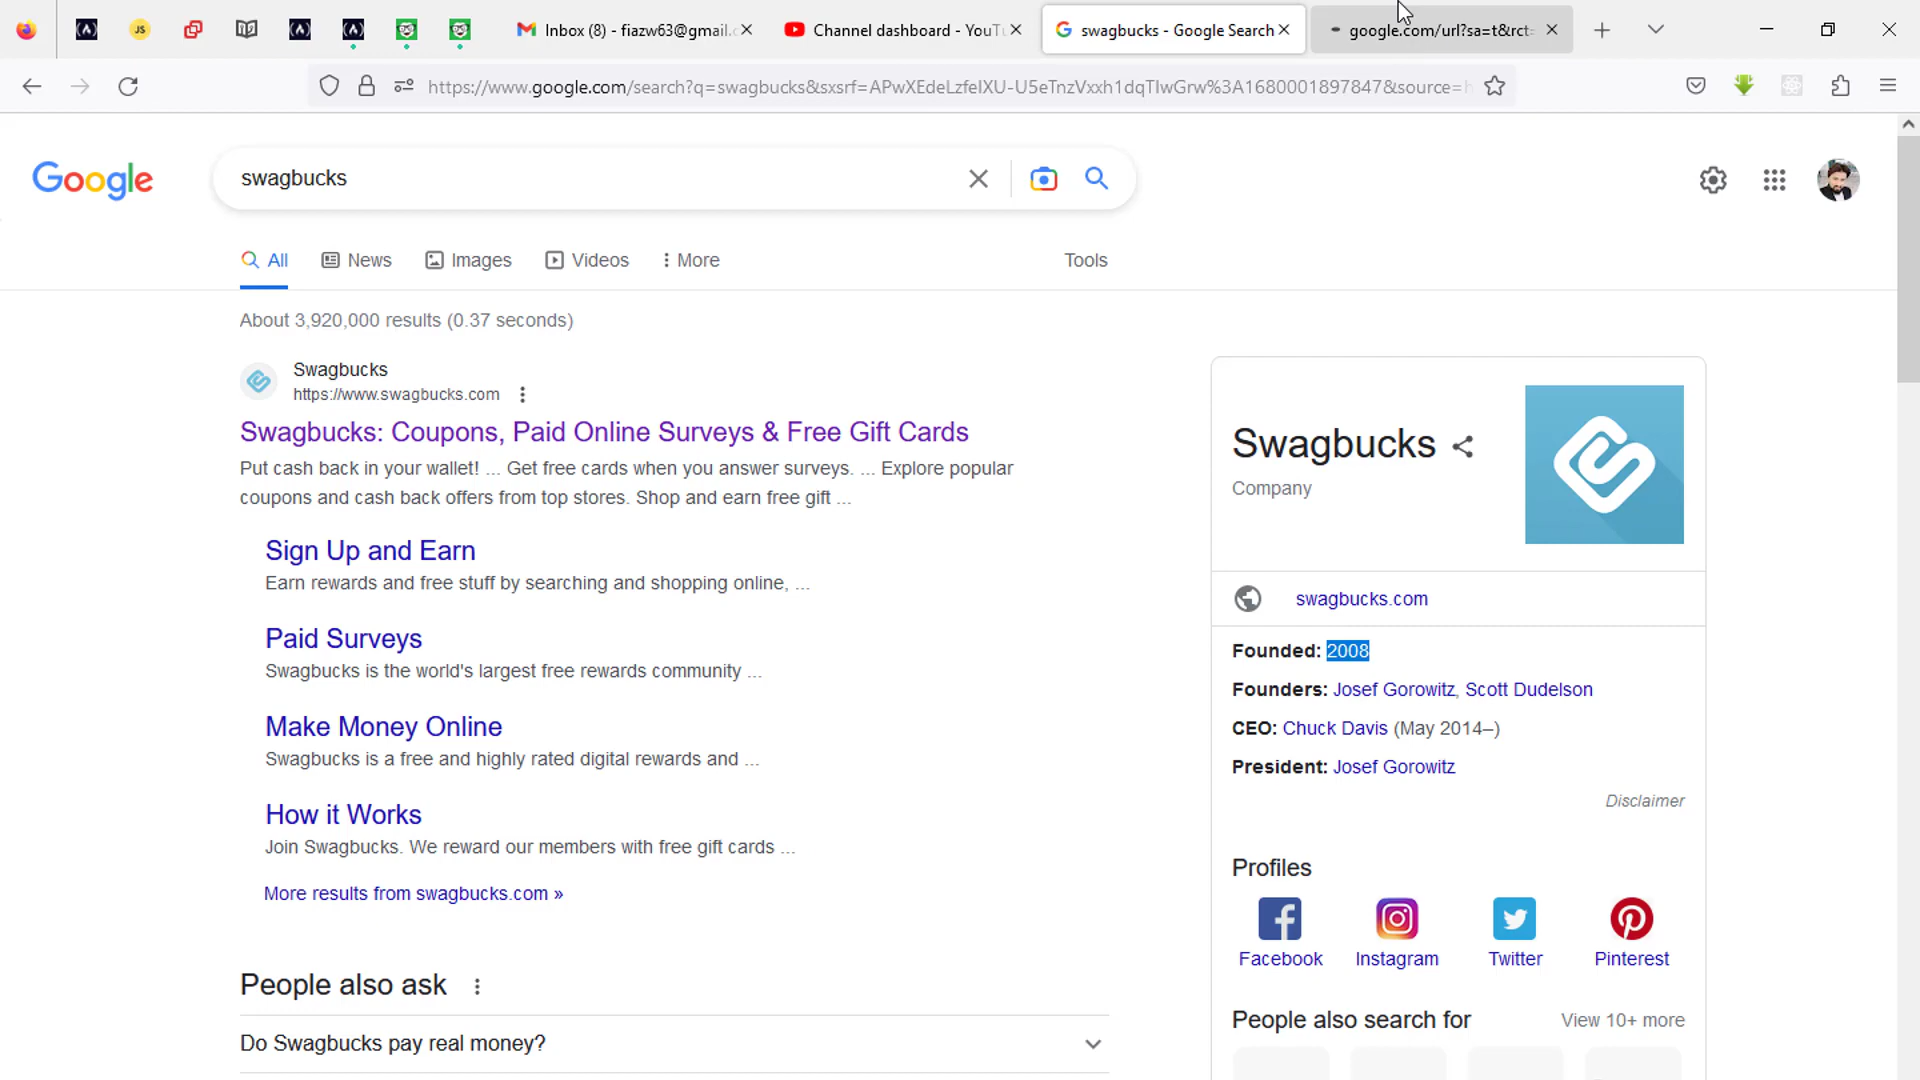 Inbox (8) - fiazw63@gmail.c
Channel dashboard - YouTu
swagbucks - Google Search
google.com/url?sa=t&rct=
https://www.google.com/search?q=swagbucks&sxsrf=APwXEdeLzfeIXU-U5eTnzVxxh1dqTIwGrw%3A1680001897847&source=h
Google
swagbucks
All
News
Images
Videos
More
Tools
About 3,920,000 results (0.37 seconds)
Swagbucks
https://www.swagbucks.com
Swagbucks: Coupons, Paid Online Surveys & Free Gift Cards
Put cash back in your wallet! ... Get free cards when you answer surveys. ... Explore popular
coupons and cash back offers from top stores. Shop and earn free gift ...
Sign Up and Earn
Earn rewards and free stuff by searching and shopping online, ...
Paid Surveys
Swagbucks is the world's largest free rewards community ...
Make Money Online
Swagbucks is a free and highly rated digital rewards and ...
How it Works
Join Swagbucks. We reward our members with free gift cards ...
More results from swagbucks.com »
People also ask
Do Swagbucks pay real money?
Swagbucks
Company
swagbucks.com
Founded: 2008
Founders: Josef Gorowitz, Scott Dudelson
CEO: Chuck Davis (May 2014–)
President: Josef Gorowitz
Disclaimer
Profiles
Facebook
Instagram
Twitter
Pinterest
People also search for
View 10+ more